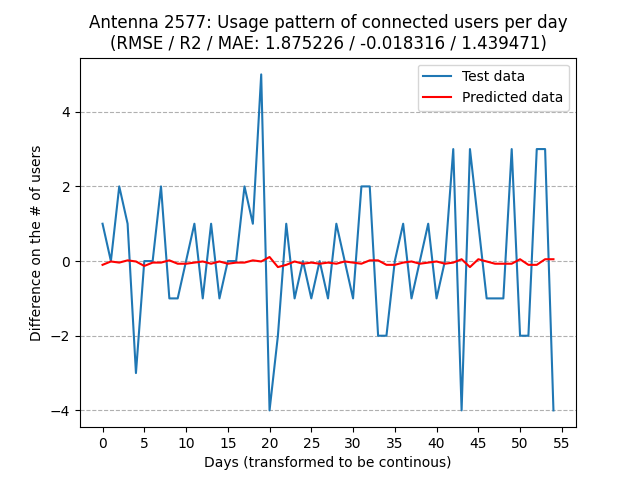 Antenna 2577: Usage pattern of connected users per day
(RMSE / R2 / MAE: 1.875226 / -0.018316 / 1.439471)
Test data
Predicted data
Difference on the # of users
4
2
0
−2
−4
0 5 10 15 20 25 30 35 40 45 50 55
Days (transformed to be continous)